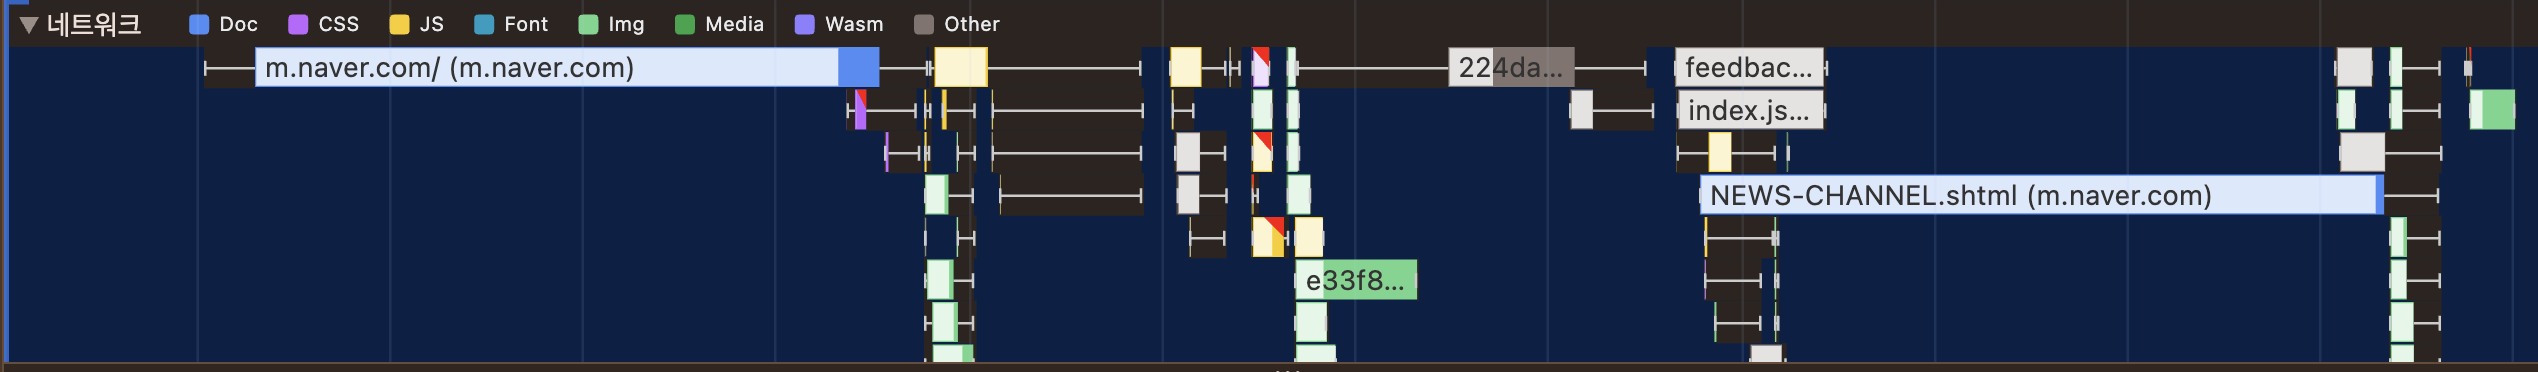 네트워크 Doc CSS JS Font Img Media Wasm Other
m.naver.com/ (m.naver.com) 224da... feedbac...
index.js...
NEWS-CHANNEL.shtml (m.naver.com)
e33f8...